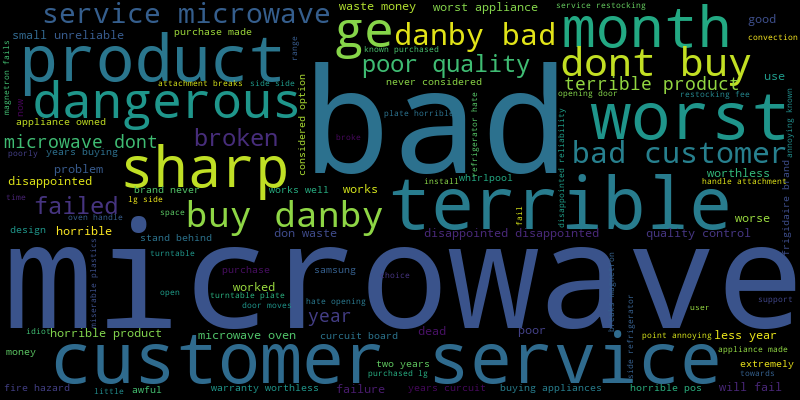 service microwave
waste money
worst appliance
service restocking
small unreliable
purchase made
ge
danby bad
month
good
convection
product
range
known purchased
poor quality
dont buy
magnetron fails
attachment breaks
side side
never considered
terrible product
use
dangerous
considered option
bad
opening door
restocking fee
now
appliance owned
plate horrible
refrigerator hate
worst
known
microwave dont
broken
broke
disappointed reliability
bad customer
annoying
poorly
years buying
sharp
problem
worthless
disappointed
brand never
works well
works
install
whirlpool
handle attachment
time
lg side
failed
space
buy danby
terrible
frigidaire brand
oven handle
fail
worse
design
horrible
stand behind
don waste
disappointed disappointed
quality control
microwave
miserable plastics
turntable
purchase
samsung
choice
support
open
worked
turntable plate
hate opening
door moves
user
idiot
horrible product
microwave oven
year
curcuit board
dead
poor
side refrigerator
point annoying
less year
money
customer service
two years
purchased lg
appliance made
extremely
towards
fire hazard
little
awful
warranty worthless
failure
years curcuit
buying appliances
horrible pos
will fail